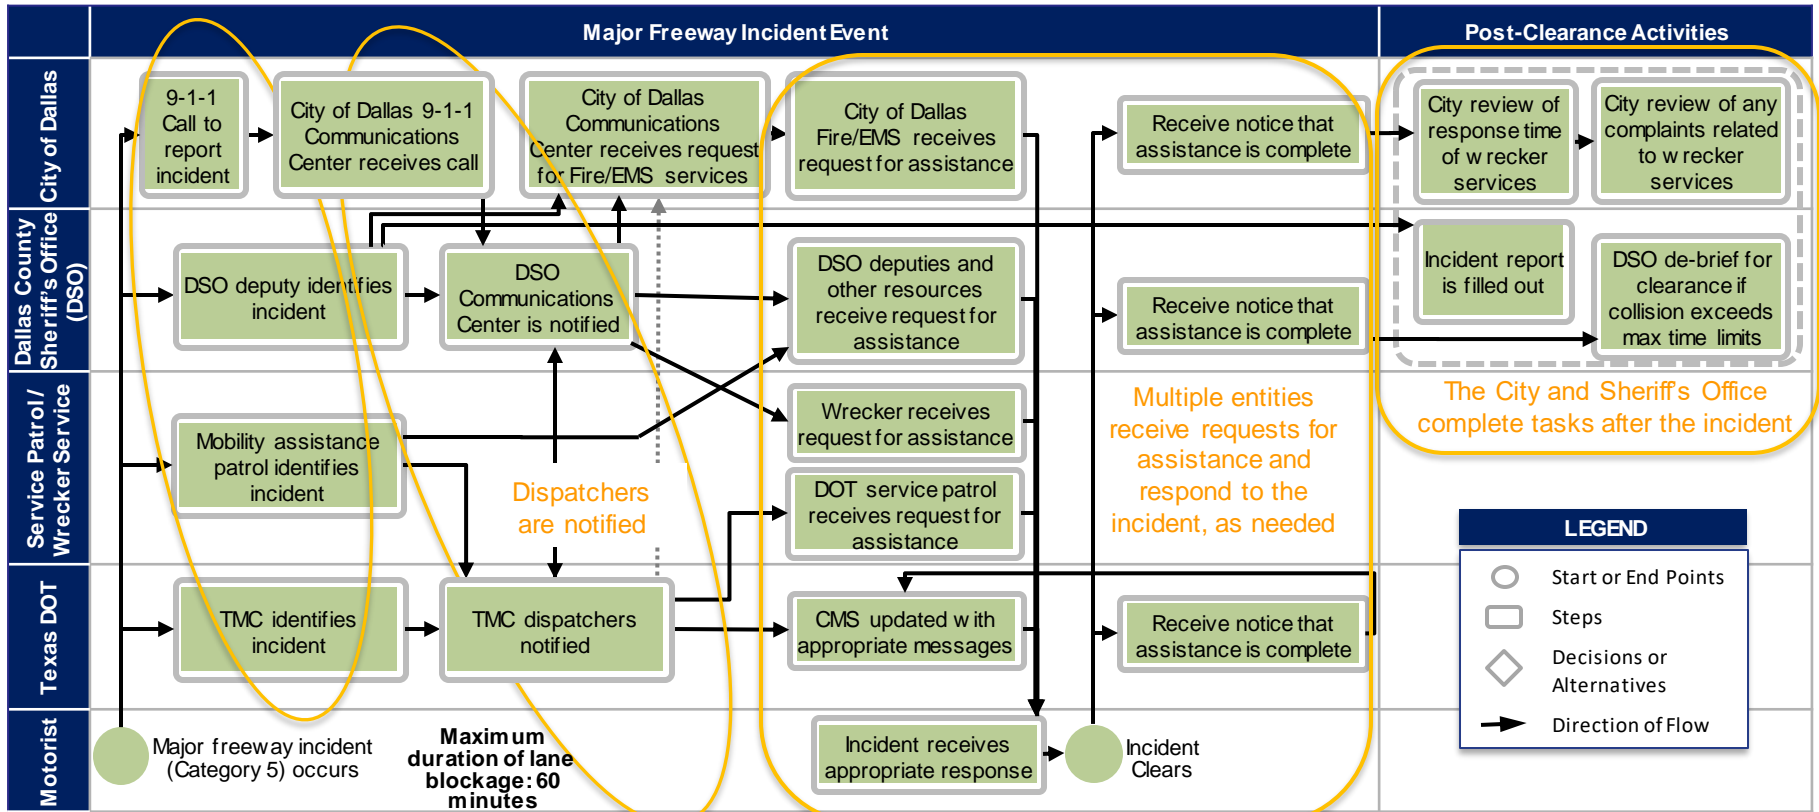 Major Freeway Incident Event
Post-Clearance Activities
City of Dallas
9-1-1
Call to
report
incident
City of Dallas 9-1-1
Communications
Center receives call
City of Dallas
Communications
Center receives request
for Fire/EMS services
City of Dallas
Fire/EMS receives
request for assistance
Receive notice that
assistance is complete
City review of
response time
of wrecker
services
City review of any
complaints related
to wrecker
services
Dallas County
Sheriff's Office
(DSO)
DSO deputy identifies
incident
DSO
Communications
Center is notified
DSO deputies and
other resources
receive request for
assistance
Receive notice that
assistance is complete
Incident report
is filled out
DSO de-brief for
clearance if
collision exceeds
max time limits
Service Patrol /
Wrecker Service
Mobility assistance
patrol identifies
incident
Dispatchers
are notified
Wrecker receives
request for assistance
DOT service patrol
receives request for
assistance
Multiple entities
receive requests for
assistance and
respond to the
incident, as needed
The City and Sheriff's Office
complete tasks after the incident
Texas DOT
TMC identifies
incident
TMC dispatchers
notified
CMS updated with
appropriate messages
Receive notice that
assistance is complete
Motorist
Major freeway incident
(Category 5) occurs
Maximum
duration of lane
blockage: 60
minutes
Incident receives
appropriate response
Incident
Clears
LEGEND
Start or End Points
Steps
Decisions or
Alternatives
Direction of Flow